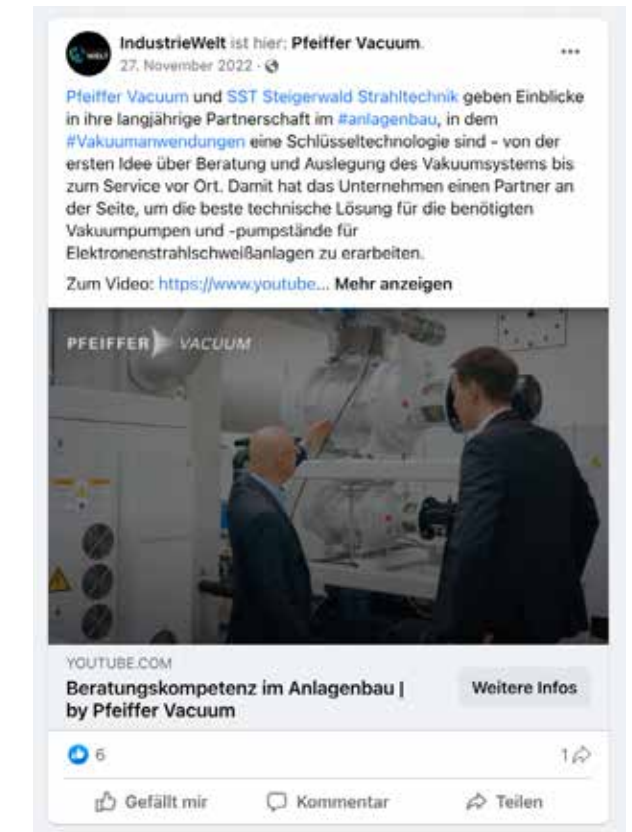 IndustrieWelt ist hier: Pfeiffer Vacuum.
27. November 2022 ·
Pfeiffer Vacuum und SST Steigerwald Strahltechnik geben Einblicke
in ihre langjährige Partnerschaft im #anlagenbau, in dem
#Vakuumanwendungen eine Schlüsseltechnologie sind – von der
ersten Idee über Beratung und Auslegung des Vakuumsystems bis
zum Service vor Ort. Damit hat das Unternehmen einen Partner an
der Seite, um die beste technische Lösung für die benötigten
Vakuumpumpen und -pumpstände für
Elektronenstrahlschweißanlagen zu erarbeiten.
Zum Video: https://www.youtube... Mehr anzeigen
PFEIFFER VACUUM
YOUTUBE.COM
Beratungskompetenz im Anlagenbau |
by Pfeiffer Vacuum
Weitere Infos
6
1
Gefällt mir
Kommentar
Teilen